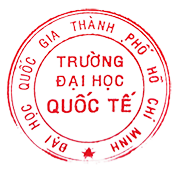 ĐẠI HỌC QUỐC GIA THÀNH PHỐ HỒ CHÍ MINH
TRƯỜNG
ĐẠI HỌC
QUỐC TẾ